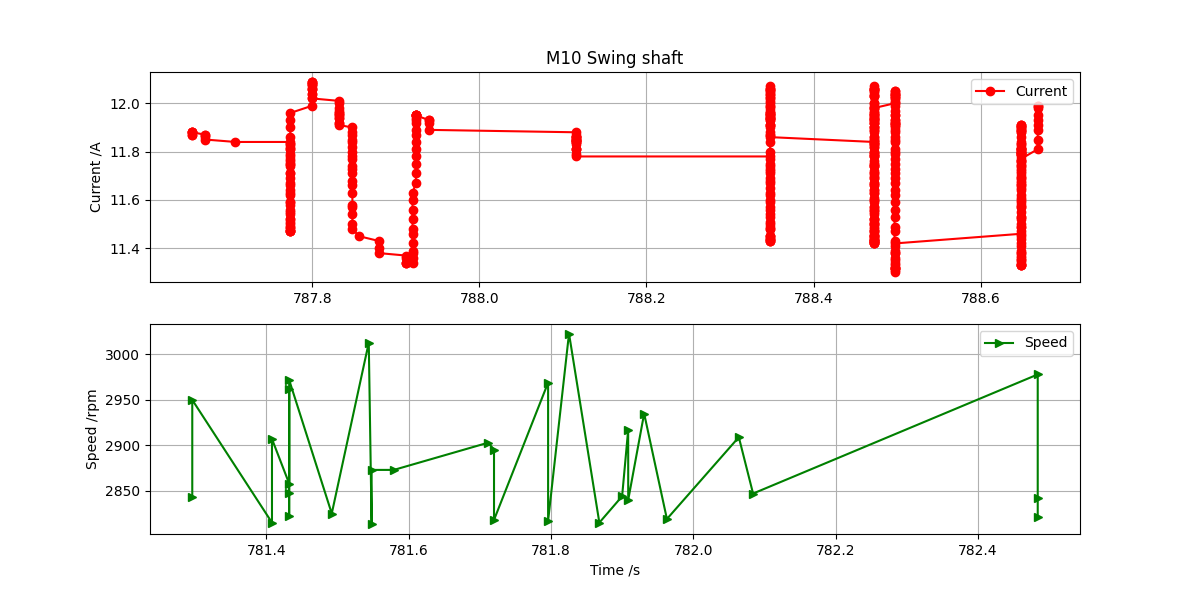 M10 Swing shaft
Current /A
12.0
11.8
11.6
11.4
Current
787.8 788.0 788.2 788.4 788.6
Speed /rpm
3000
2950
2900
2850
Speed
781.4 781.6 781.8 782.0 782.2 782.4
Time /s